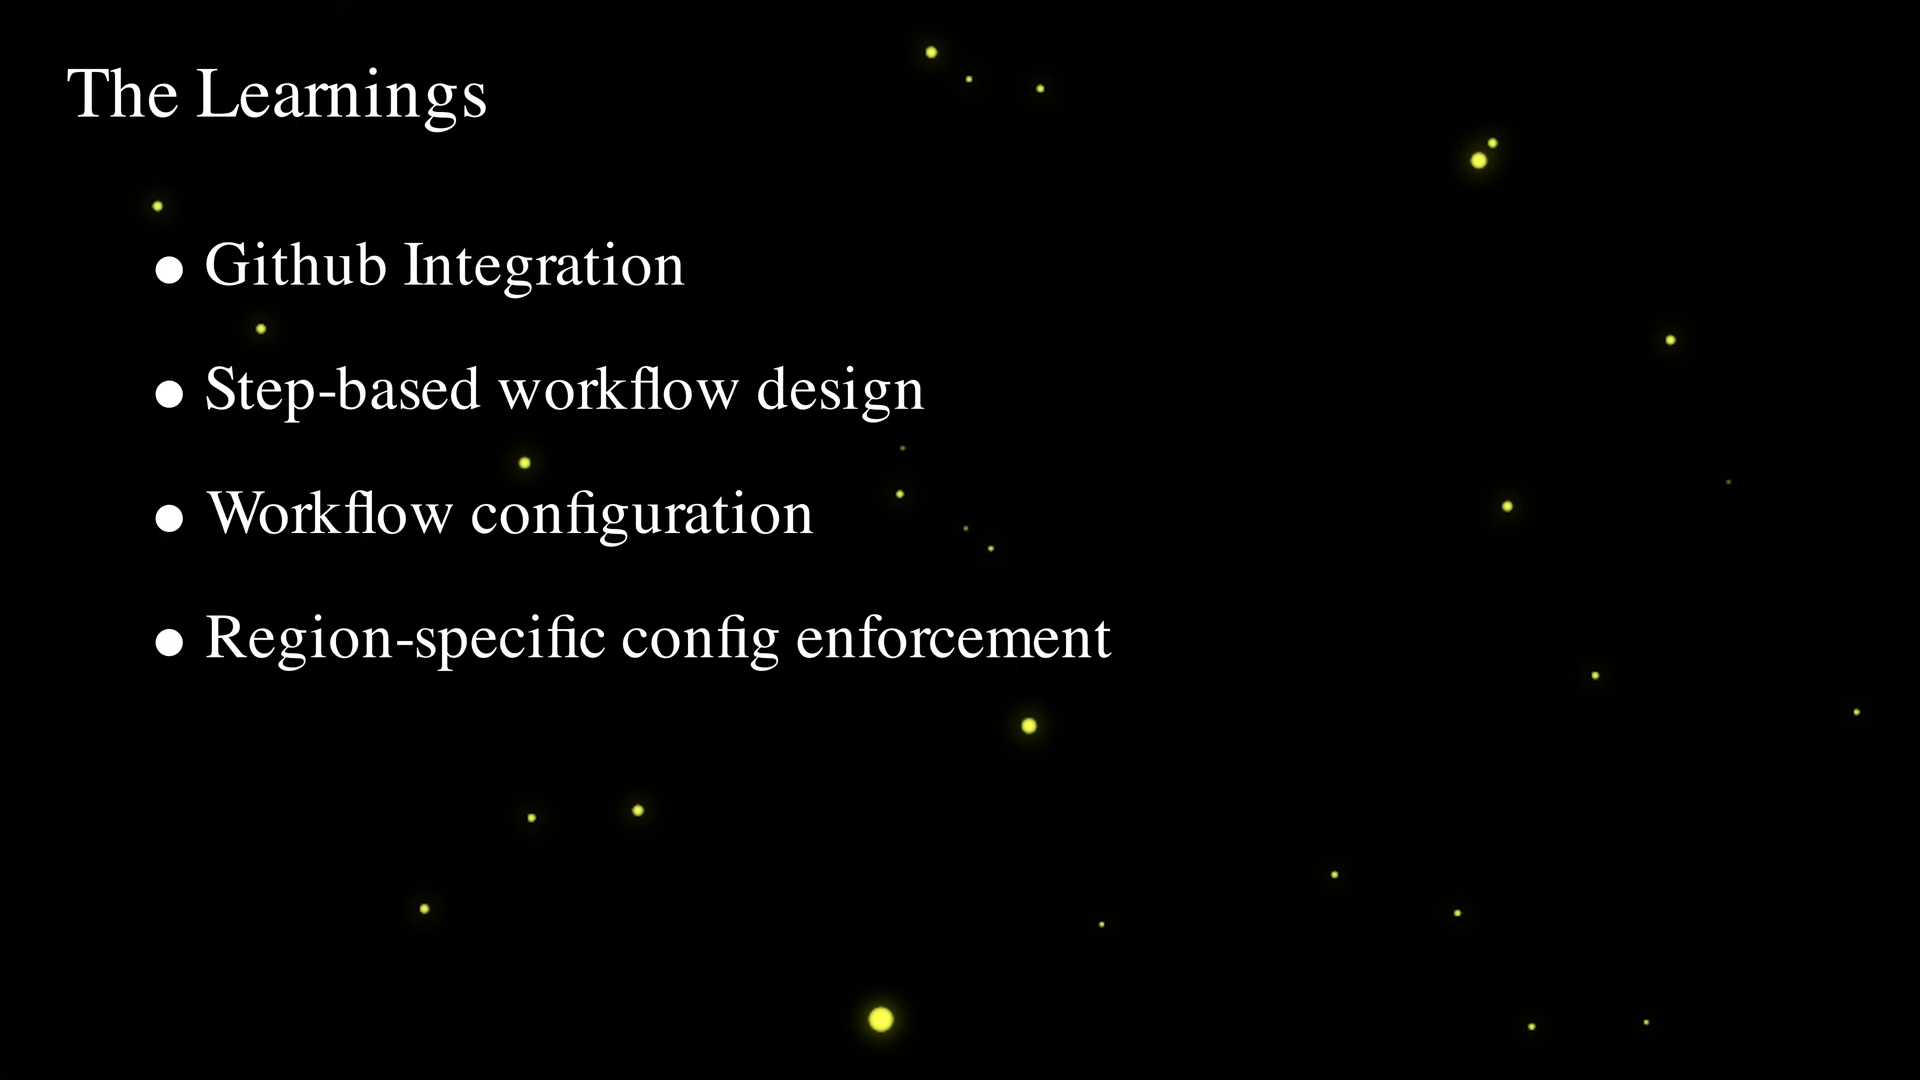 The Learnings
● Github Integration
● Step-based workflow design
● Workflow configuration
● Region-specific config enforcement